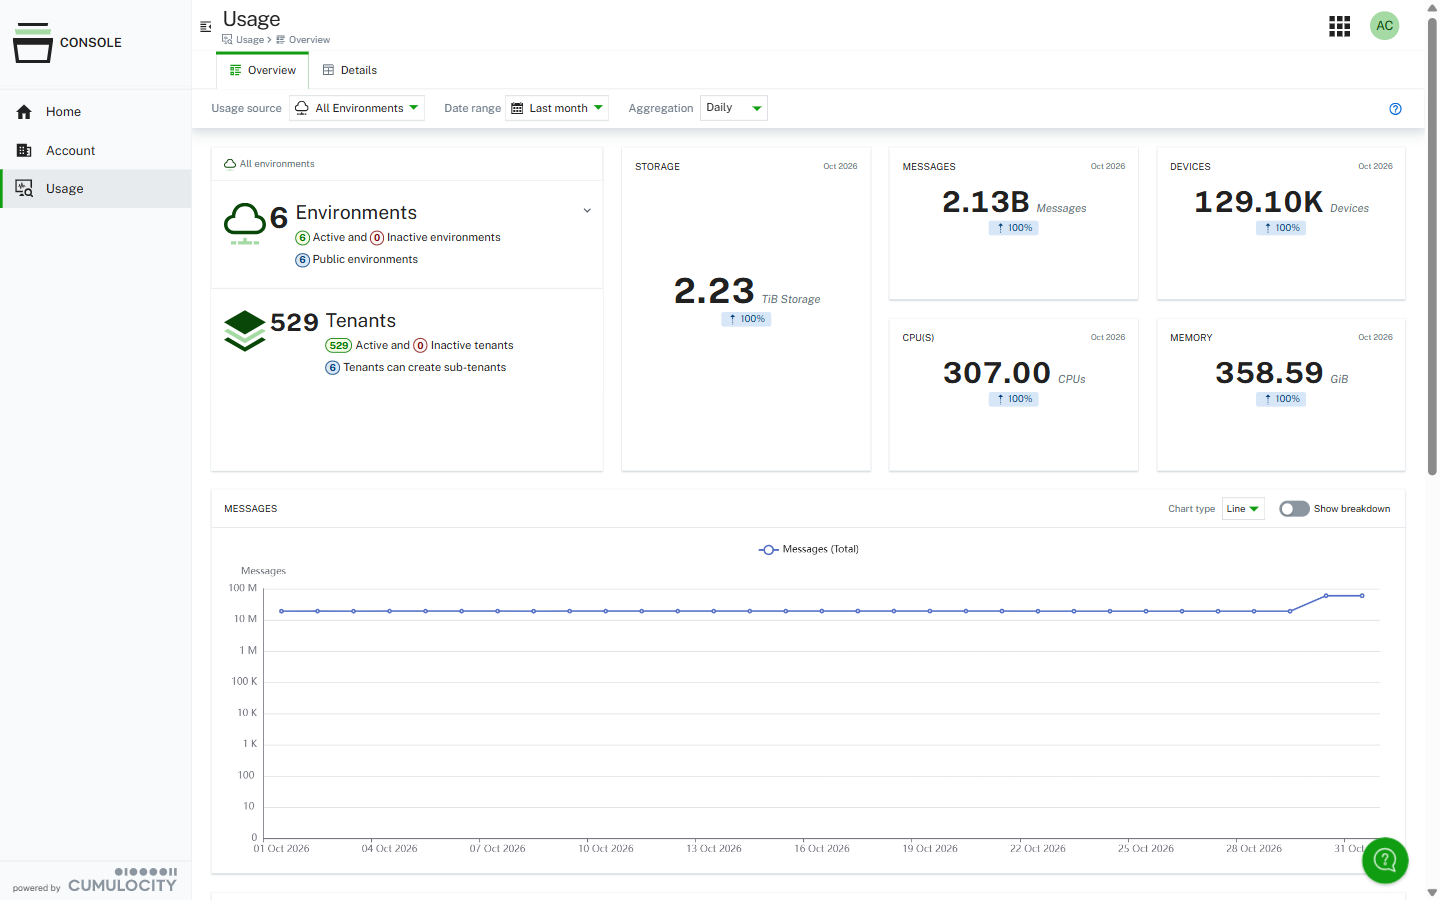 CONSOLE
Home
Account
Usage
powered by CUMULOCITY
Usage
Usage > Overview
AC
Overview Details
Usage source All Environments Date range Last month Aggregation Daily
All environments
6 Environments
6 Active and 0 Inactive environments
6 Public environments
529 Tenants
529 Active and 0 Inactive tenants
6 Tenants can create sub-tenants
STORAGE Oct 2026
2.23 TiB Storage
↑ 100%
MESSAGES Oct 2026
2.13B Messages
↑ 100%
DEVICES Oct 2026
129.10K Devices
↑ 100%
CPU(S) Oct 2026
307.00 CPUs
↑ 100%
MEMORY Oct 2026
358.59 GiB
↑ 100%
MESSAGES Chart type Line Show breakdown
Messages (Total)
Messages
100 M
10 M
1 M
100 K
10 K
1 K
100
10
0
01 Oct 2026 04 Oct 2026 07 Oct 2026 10 Oct 2026 13 Oct 2026 16 Oct 2026 19 Oct 2026 22 Oct 2026 25 Oct 2026 28 Oct 2026 31 Oct